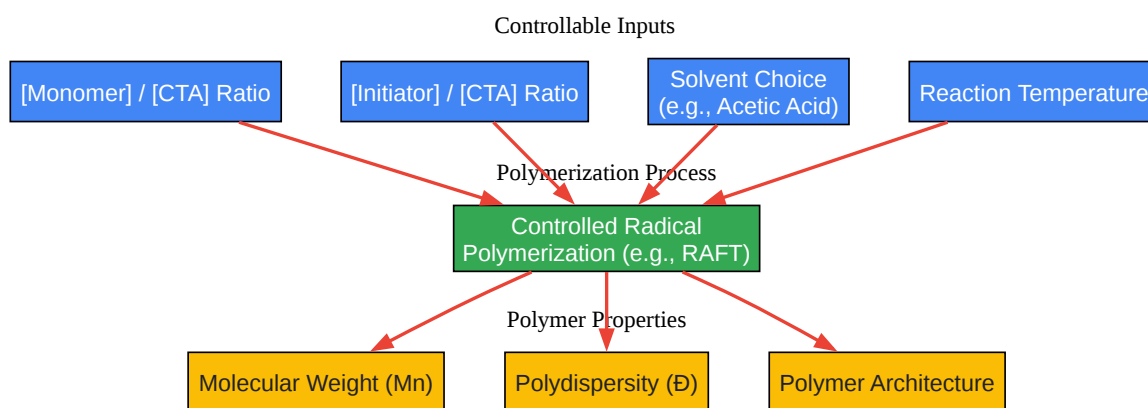 Controllable Inputs
[Monomer] / [CTA] Ratio
[Initiator] / [CTA] Ratio
Solvent Choice
(e.g., Acetic Acid)
Reaction Temperature
Polymerization Process
Controlled Radical
Polymerization (e.g., RAFT)
Polymer Properties
Molecular Weight (Mn)
Polydispersity (Đ)
Polymer Architecture